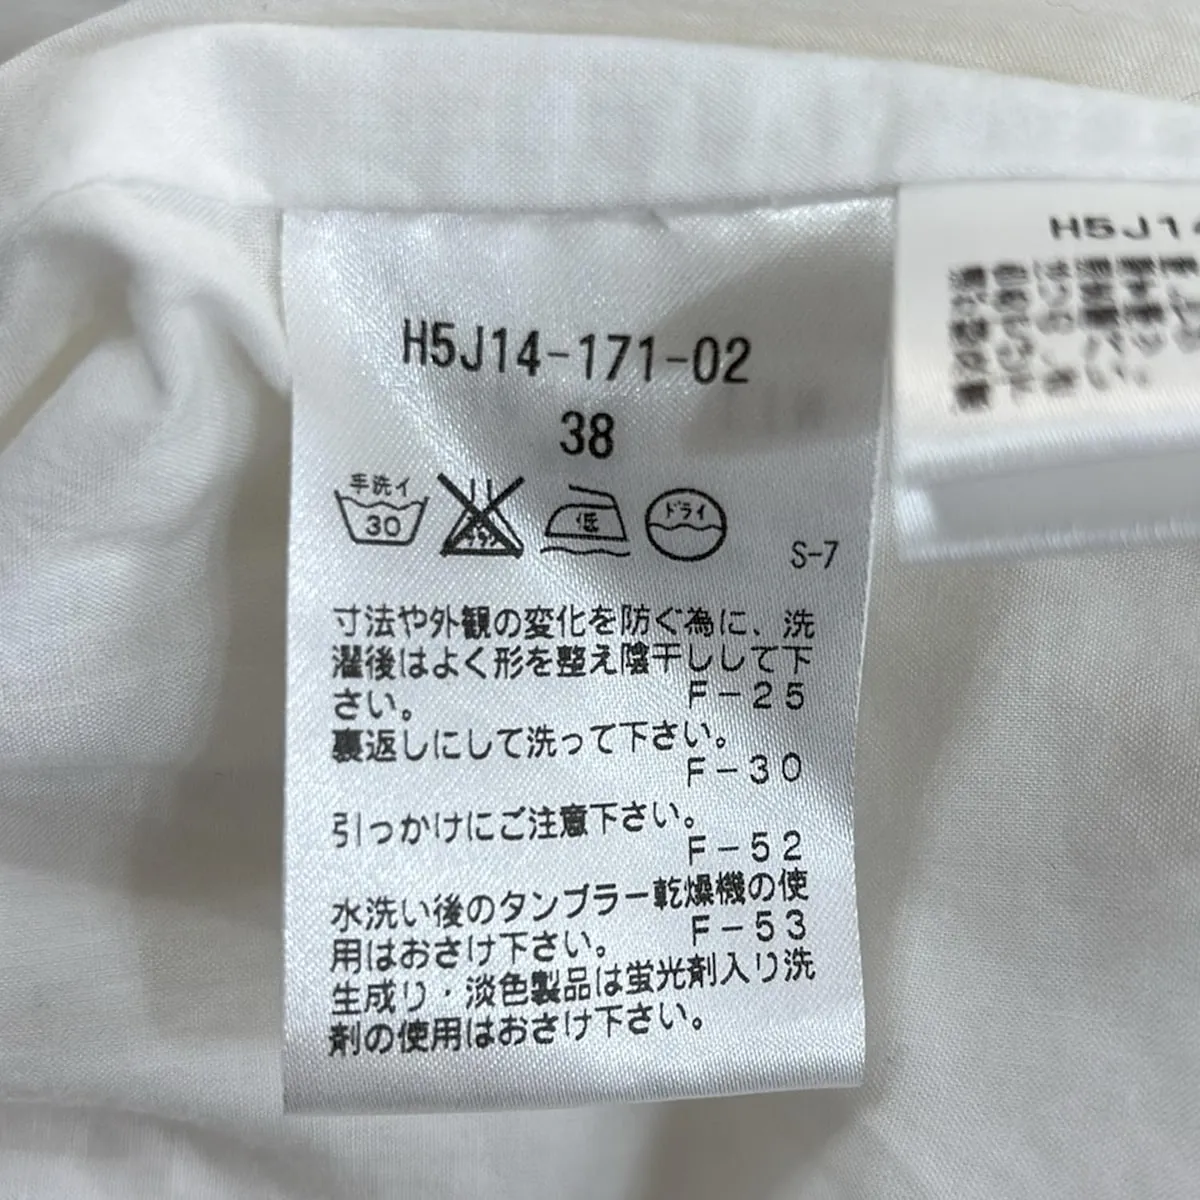 H5J14-171-02
38
手洗イ
30
低
ドライ
S-7
寸法や外観の変化を防ぐ為に、洗
濯後はよく形を整え陰干しして下
さい。 F-25
裏返しにして洗って下さい。
F-30
引っかけにご注意下さい。
F-52
水洗い後のタンブラー乾燥機の使
用はおさけ下さい。 F-53
生成り・淡色製品は蛍光剤入り洗
剤の使用はおさけ下さい。
H5J14